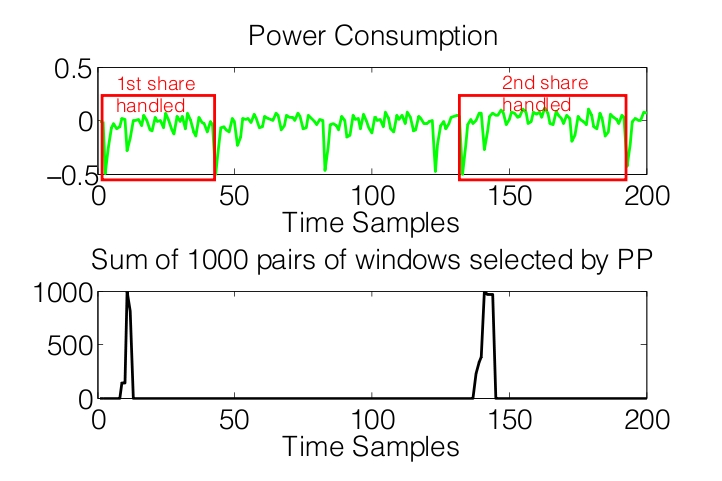 Power Consumption
0.5
1st share
handled
2nd share
handled
0
−0.5
0 50 100 150 200
Time Samples
Sum of 1000 pairs of windows selected by PP
1000
500
0
0 50 100 150 200
Time Samples